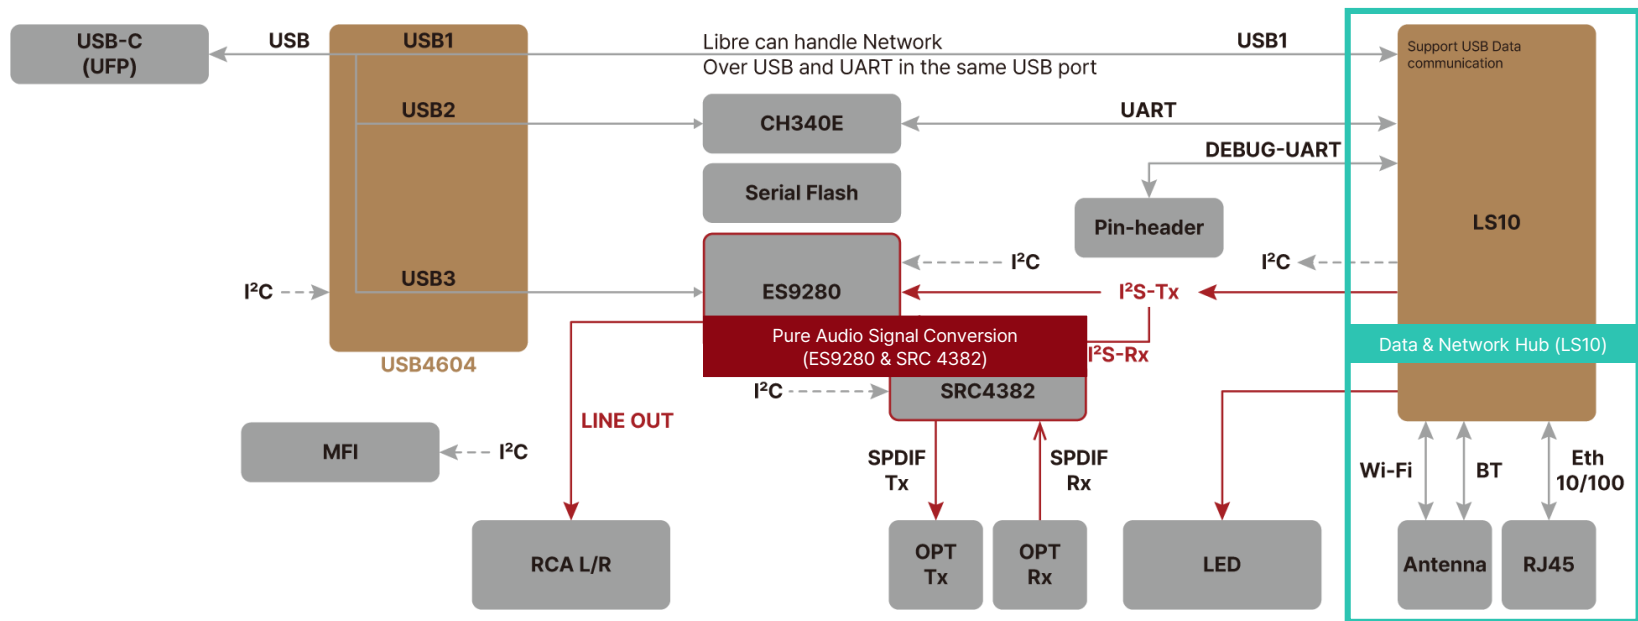 USB-C
(UFP)
USB
USB1
Libre can handle Network
Over USB and UART in the same USB port
USB1
Support USB Data
communication
USB2
CH340E
UART
DEBUG-UART
Serial Flash
Pin-header
LS10
I²C
USB3
ES9280
I²C
I²S-Tx
I²C
Pure Audio Signal Conversion
(ES9280 & SRC 4382)
I²S-Rx
Data & Network Hub (LS10)
USB4604
I²C
SRC4382
LINE OUT
MFI
I²C
SPDIF
Tx
SPDIF
Rx
Wi-Fi
BT
Eth
10/100
RCA L/R
OPT
Tx
OPT
Rx
LED
Antenna
RJ45